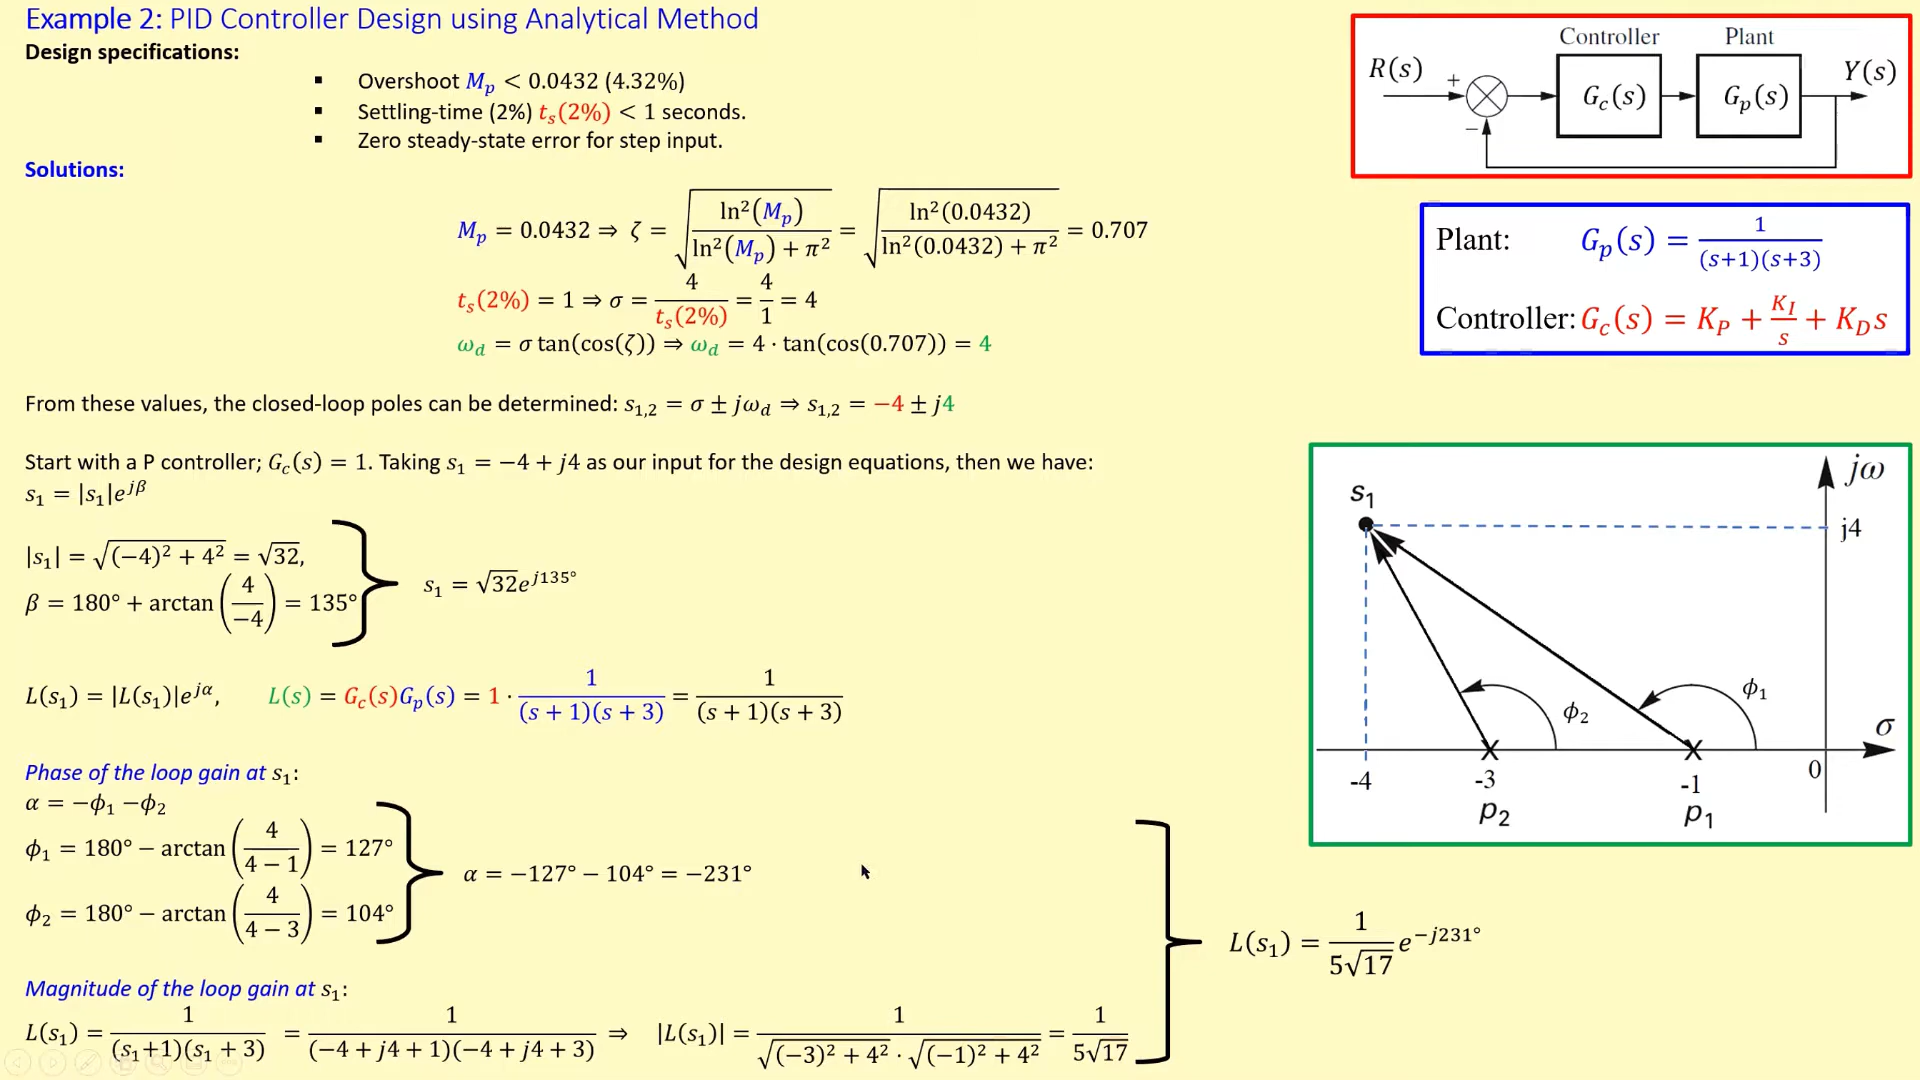 Example 2: PID Controller Design using Analytical Method
Design specifications:
▪ Overshoot M_p < 0.0432 (4.32%)
▪ Settling-time (2%) t_s(2%) < 1 seconds.
▪ Zero steady-state error for step input.
Solutions:
M_p = 0.0432 ⇒ ζ = √(ln²(M_p) / (ln²(M_p) + π²)) = √(ln²(0.0432) / (ln²(0.0432) + π²)) = 0.707
t_s(2%) = 1 ⇒ σ = 4 / t_s(2%) = 4/1 = 4
ω_d = σ tan(cos(ζ)) ⇒ ω_d = 4 · tan(cos(0.707)) = 4
From these values, the closed-loop poles can be determined: s_{1,2} = σ ± jω_d ⇒ s_{1,2} = −4 ± j4
Start with a P controller; G_c(s) = 1. Taking s_1 = −4 + j4 as our input for the design equations, then we have:
s_1 = |s_1|e^{jβ}
|s_1| = √((−4)² + 4²) = √32,
β = 180° + arctan(4/−4) = 135°
s_1 = √32e^{j135°}
L(s_1) = |L(s_1)|e^{jα}, L(s) = G_c(s)G_p(s) = 1 · 1/((s + 1)(s + 3)) = 1/((s + 1)(s + 3))
Phase of the loop gain at s_1:
α = −ϕ_1 −ϕ_2
ϕ_1 = 180° − arctan(4/(4 − 1)) = 127°
ϕ_2 = 180° − arctan(4/(4 − 3)) = 104°
α = −127° − 104° = −231°
Magnitude of the loop gain at s_1:
L(s_1) = 1/((s_1+1)(s_1 + 3)) = 1/((−4 + j4 + 1)(−4 + j4 + 3)) ⇒ |L(s_1)| = 1/(√((−3)² + 4²) · √((−1)² + 4²)) = 1/(5√17)
L(s_1) = 1/(5√17) e^{−j231°}
Controller Plant
R(s) + − G_c(s) G_p(s) Y(s)
Plant: G_p(s) = 1/((s+1)(s+3))
Controller: G_c(s) = K_P + K_I/s + K_D s
jω
s_1
j4
ϕ_2 ϕ_1
σ
-4 -3 -1 0
p_2 p_1